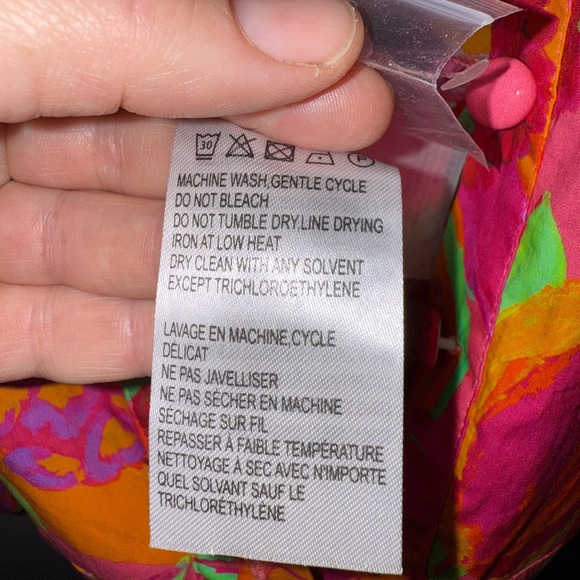 30 P
MACHINE WASH,GENTLE CYCLE
DO NOT BLEACH
DO NOT TUMBLE DRY,LINE DRYING
IRON AT LOW HEAT
DRY CLEAN WITH ANY SOLVENT
EXCEPT TRICHLOROETHYLENE
LAVAGE EN MACHINE,CYCLE
DÉLICAT
NE PAS JAVELLISER
NE PAS SÉCHER EN MACHINE
SÉCHAGE SUR FIL
REPASSER À FAIBLE TEMPÉRATURE
NETTOYAGE À SEC AVEC N'IMPORTE
QUEL SOLVANT SAUF LE
TRICHLORÉTHYLÈNE